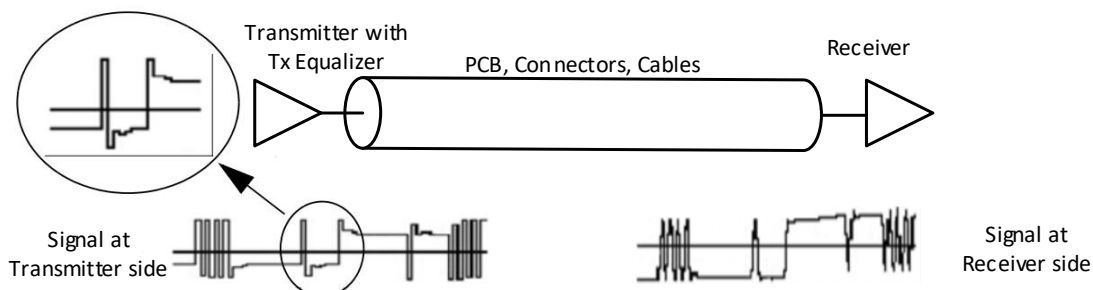 Transmitter with
Tx Equalizer
PCB, Connectors, Cables
Receiver
Signal at
Transmitter side
Signal at
Receiver side